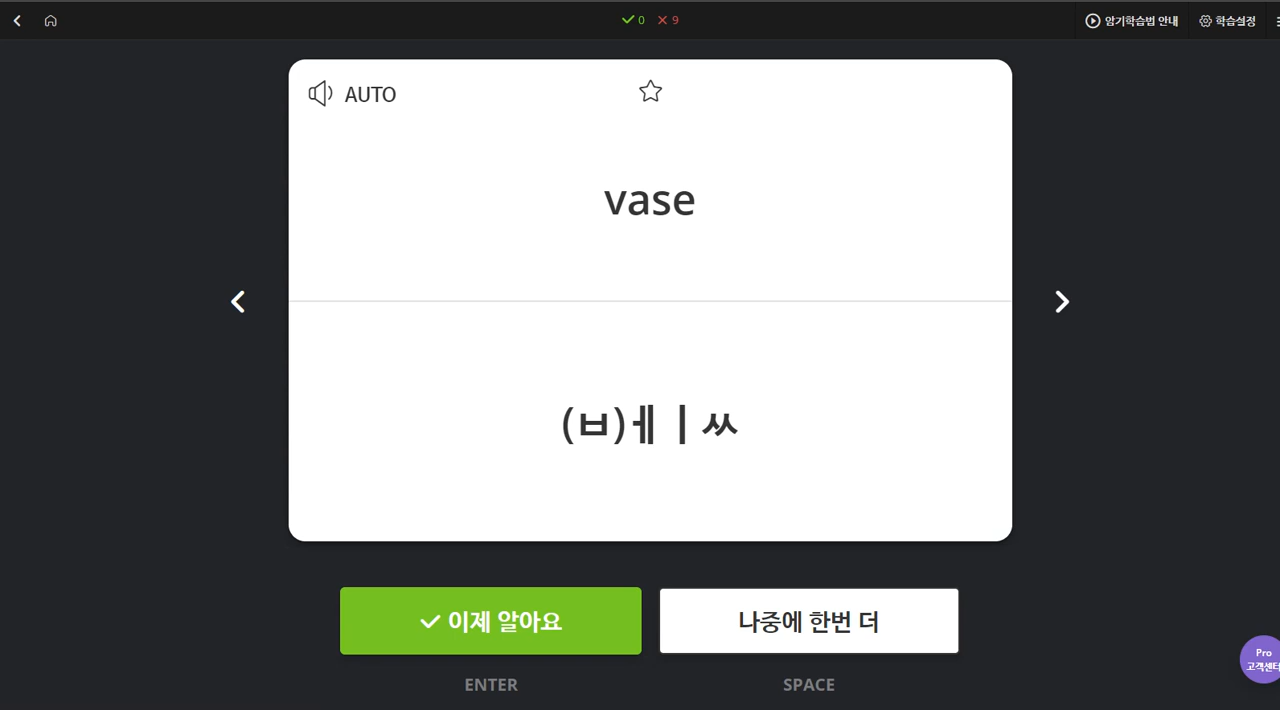 0 9 암기학습법 안내 학습설정
AUTO
vase
(ㅂ)ㅔㅣㅆ
이제 알아요 나중에 한번 더
ENTER SPACE
Pro
고객센터